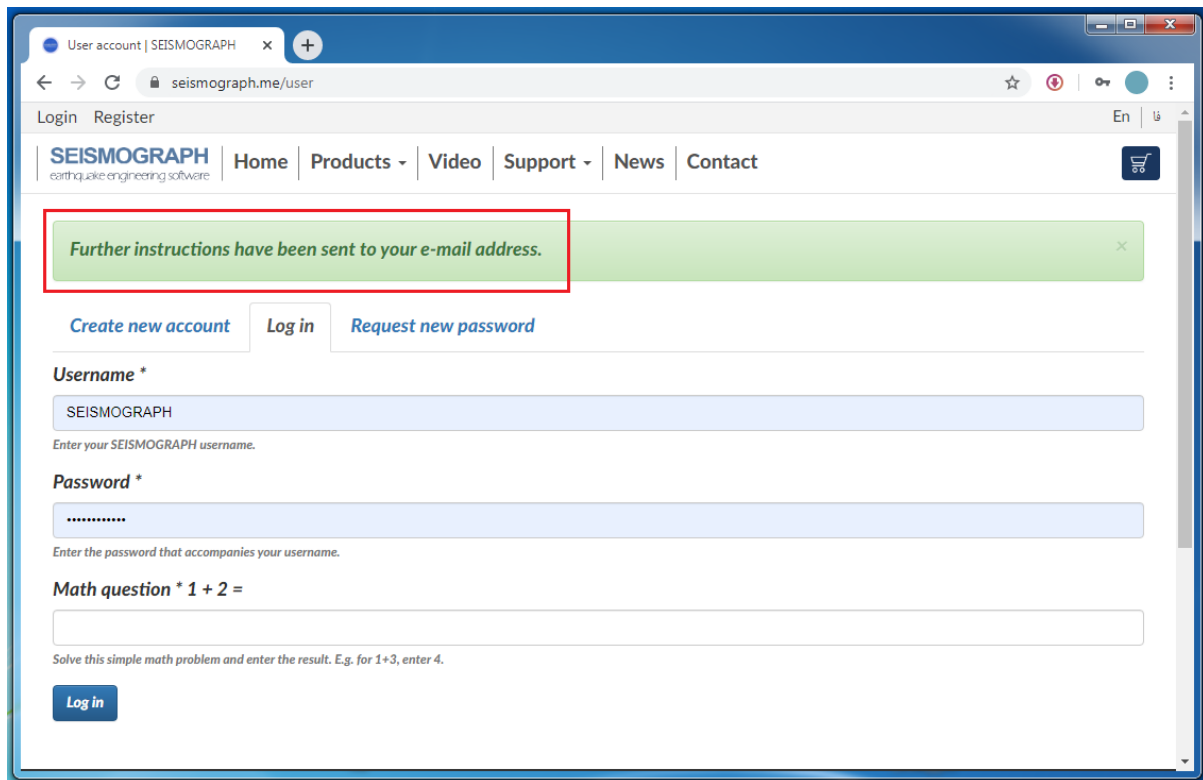 User account | SEISMOGRAPH
seismograph.me/user
Login Register En فا
SEISMOGRAPH
earthquake engineering software
Home Products Video Support News Contact
Further instructions have been sent to your e-mail address.
Create new account Log in Request new password
Username *
SEISMOGRAPH
Enter your SEISMOGRAPH username.
Password *
••••••••••••
Enter the password that accompanies your username.
Math question * 1 + 2 =
Solve this simple math problem and enter the result. E.g. for 1+3, enter 4.
Log in